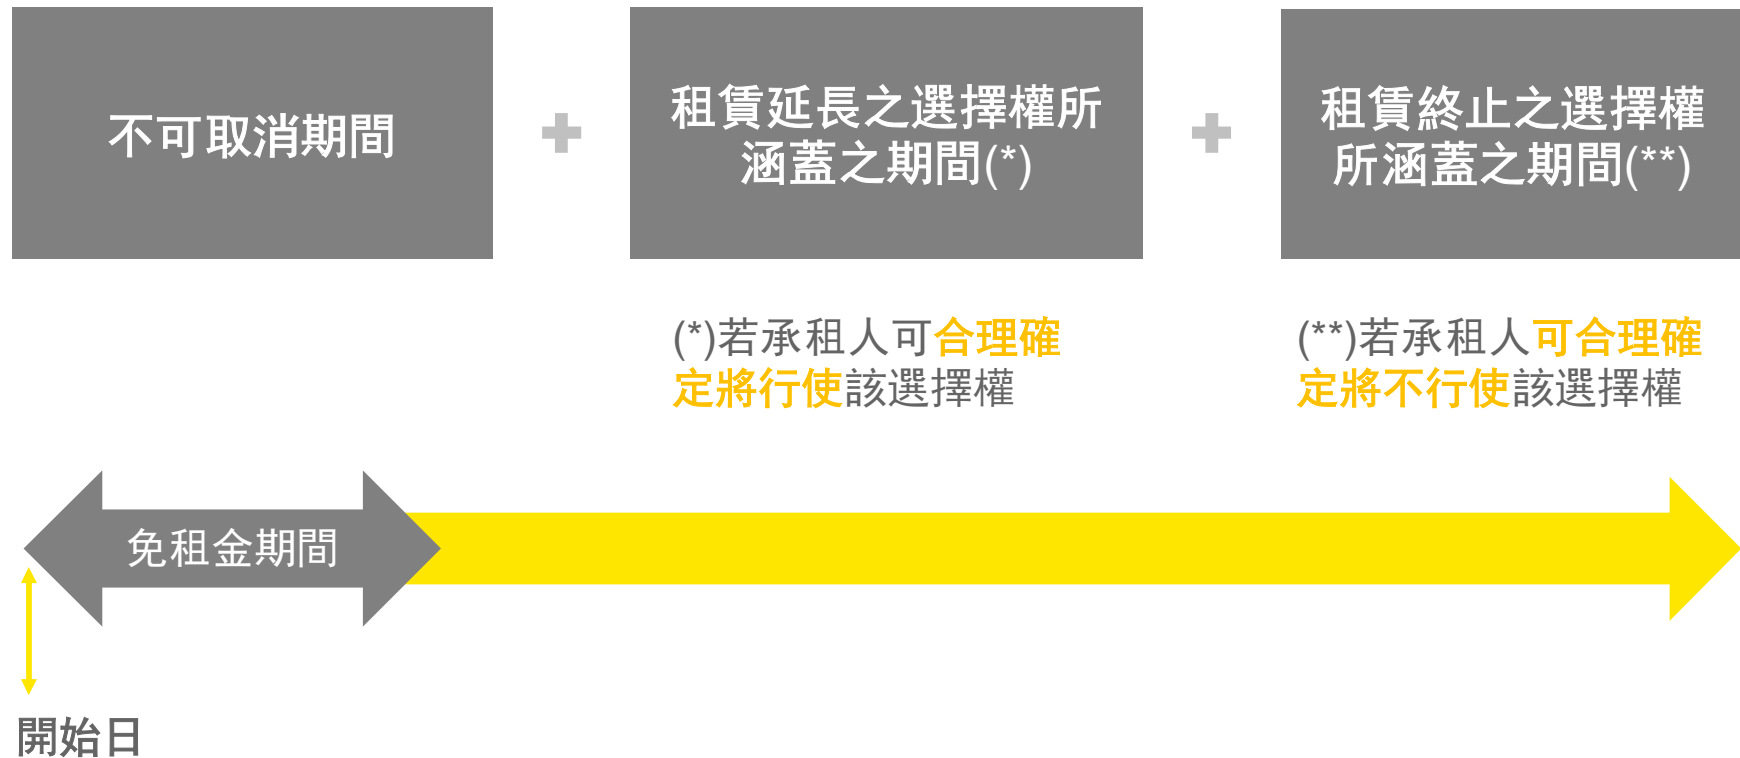 不可取消期間
租賃延長之選擇權所
涵蓋之期間(*)
租賃終止之選擇權
所涵蓋之期間(**)
(*)若承租人可合理確
定將行使該選擇權
(**)若承租人可合理確
定將不行使該選擇權
免租金期間
開始日